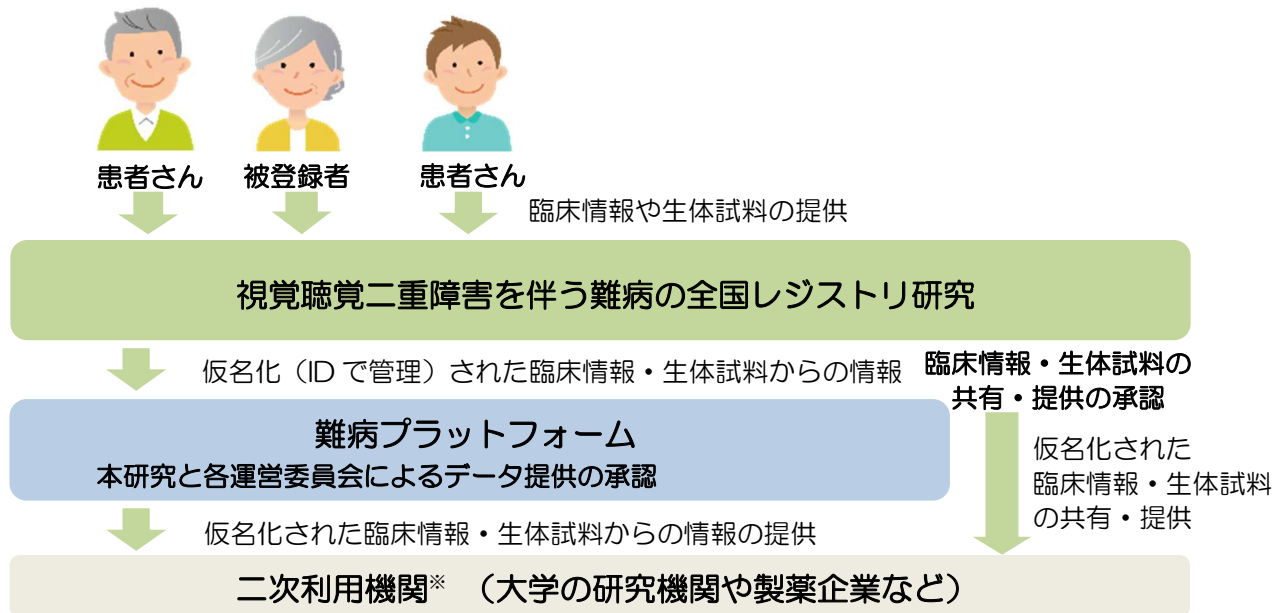 患者さん
被登録者
患者さん
臨床情報や生体試料の提供
視覚聴覚二重障害を伴う難病の全国レジストリ研究
仮名化（ID で管理）された臨床情報・生体試料からの情報
臨床情報・生体試料の
共有・提供の承認
難病プラットフォーム
本研究と各運営委員会によるデータ提供の承認
仮名化された
臨床情報・生体試料
の共有・提供
仮名化された臨床情報・生体試料からの情報の提供
二次利用機関※ （大学の研究機関や製薬企業など）